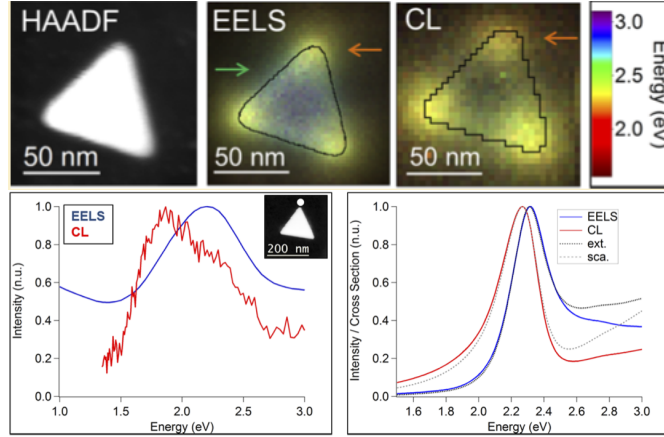 HAADF
50 nm
EELS
50 nm
CL
50 nm
3.0
2.5
2.0
Energy (eV)
EELS
CL
200 nm
Intensity (n.u.)
1.0
0.8
0.6
0.4
0.2
0.0
1.0 1.5 2.0 2.5 3.0
Energy (eV)
EELS
CL
ext.
sca.
Intensity / Cross Section (n.u.)
1.0
0.8
0.6
0.4
0.2
0.0
1.6 1.8 2.0 2.2 2.4 2.6 2.8 3.0
Energy (eV)